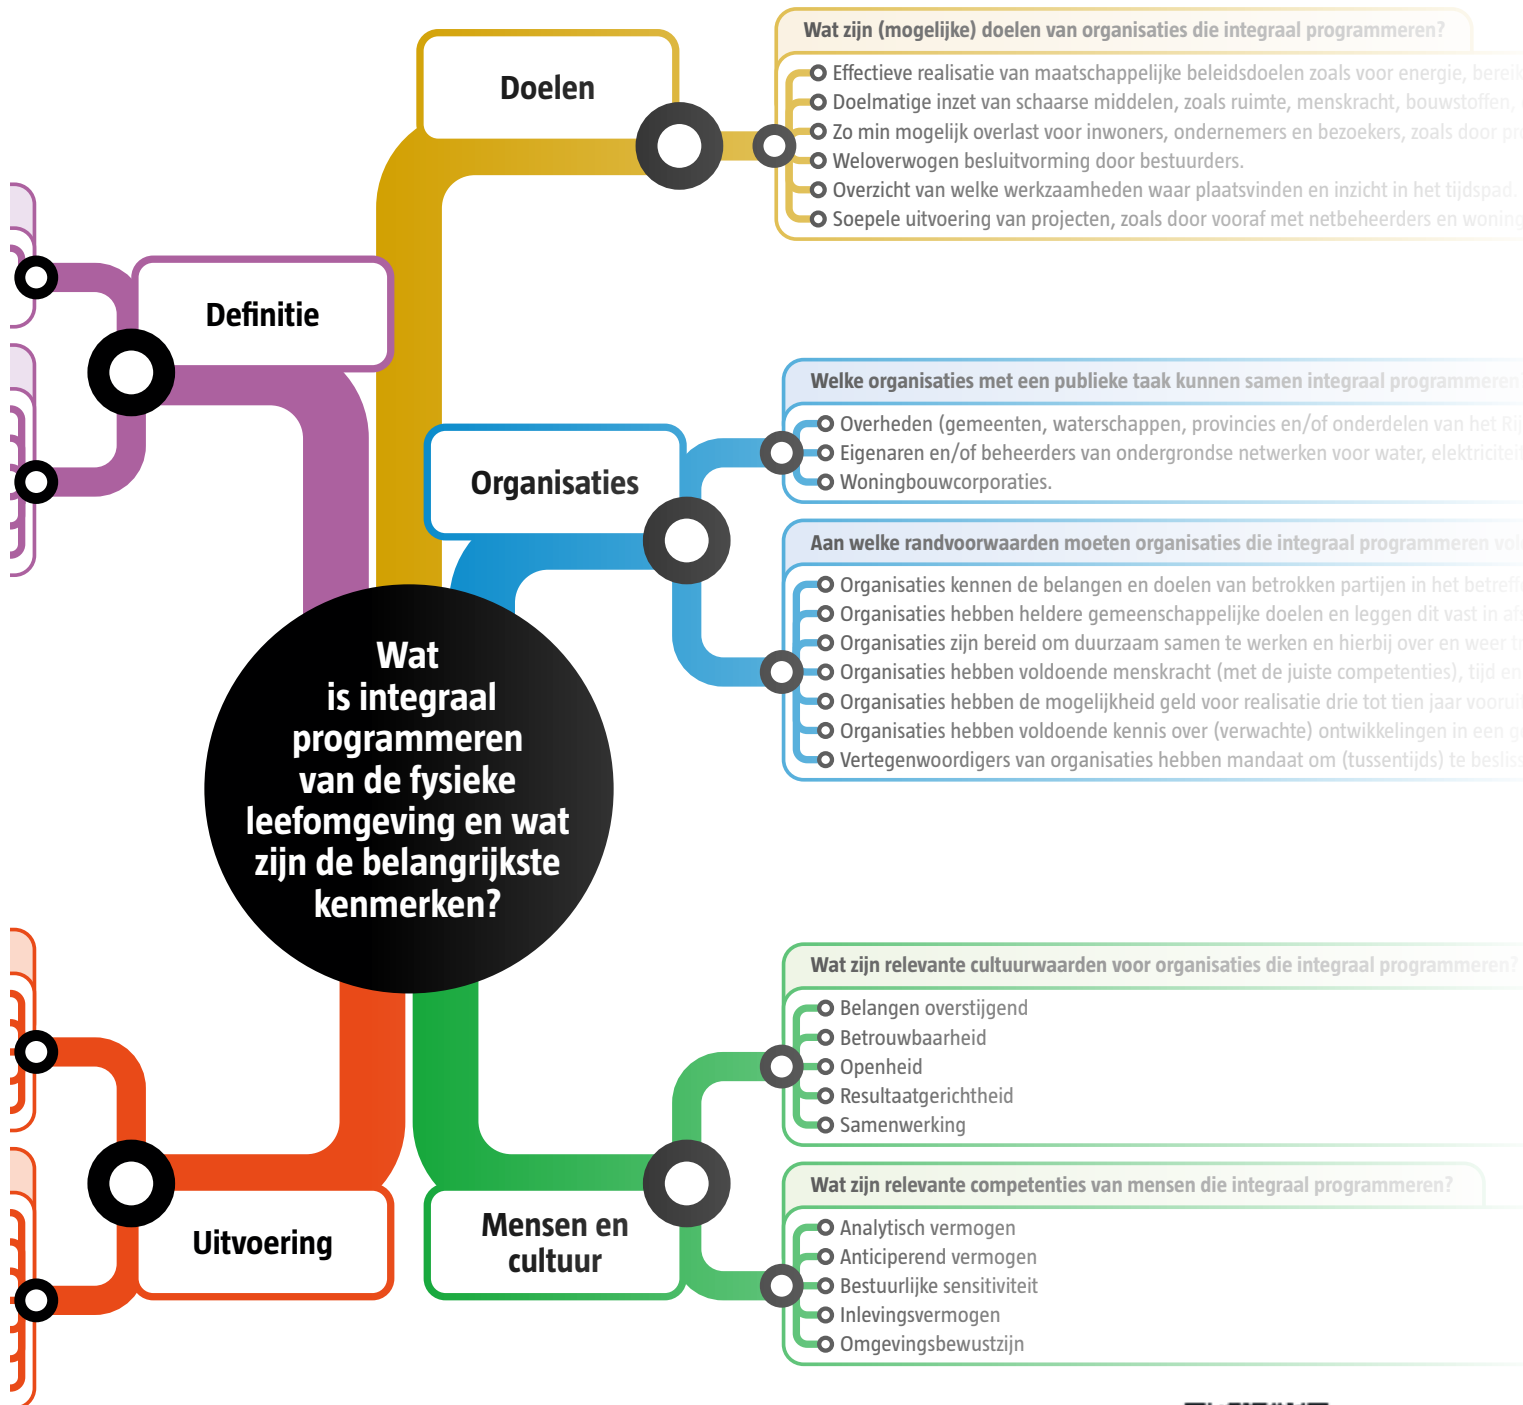 Doelen
Wat zijn (mogelijke) doelen van organisaties die integraal programmeren?
Effectieve realisatie van maatschappelijke beleidsdoelen zoals voor energie,
Doelmatige inzet van schaarse middelen, zoals ruimte, menskracht, bouwstoffen,
Zo min mogelijk overlast voor inwoners, ondernemers en bezoekers, zoals door
Weloverwogen besluitvorming door bestuurders.
Overzicht van welke werkzaamheden waar plaatsvinden en inzicht in het tijdspad.
Soepele uitvoering van projecten, zoals door vooraf met netbeheerders en
Definitie
Organisaties
Welke organisaties met een publieke taak kunnen samen integraal programmeren
Overheden (gemeenten, waterschappen, provincies en/of onderdelen van het
Eigenaren en/of beheerders van ondergrondse netwerken voor water,
Woningbouwcorporaties.
Aan welke randvoorwaarden moeten organisaties die integraal programmeren
Organisaties kennen de belangen en doelen van betrokken partijen in het
Organisaties hebben heldere gemeenschappelijke doelen en leggen dit vast in
Organisaties zijn bereid om duurzaam samen te werken en hierbij over en weer
Organisaties hebben voldoende menskracht (met de juiste competenties), tijd en
Organisaties hebben de mogelijkheid geld voor realisatie drie tot tien jaar
Organisaties hebben voldoende kennis over (verwachte) ontwikkelingen in een
Vertegenwoordigers van organisaties hebben mandaat om (tussentijds) te
Wat
is integraal
programmeren
van de fysieke
leefomgeving en wat
zijn de belangrijkste
kenmerken?
Uitvoering
Mensen en
cultuur
Wat zijn relevante cultuurwaarden voor organisaties die integraal programmeren?
Belangen overstijgend
Betrouwbaarheid
Openheid
Resultaatgerichtheid
Samenwerking
Wat zijn relevante competenties van mensen die integraal programmeren?
Analytisch vermogen
Anticiperend vermogen
Bestuurlijke sensitiviteit
Inlevingsvermogen
Omgevingsbewustzijn